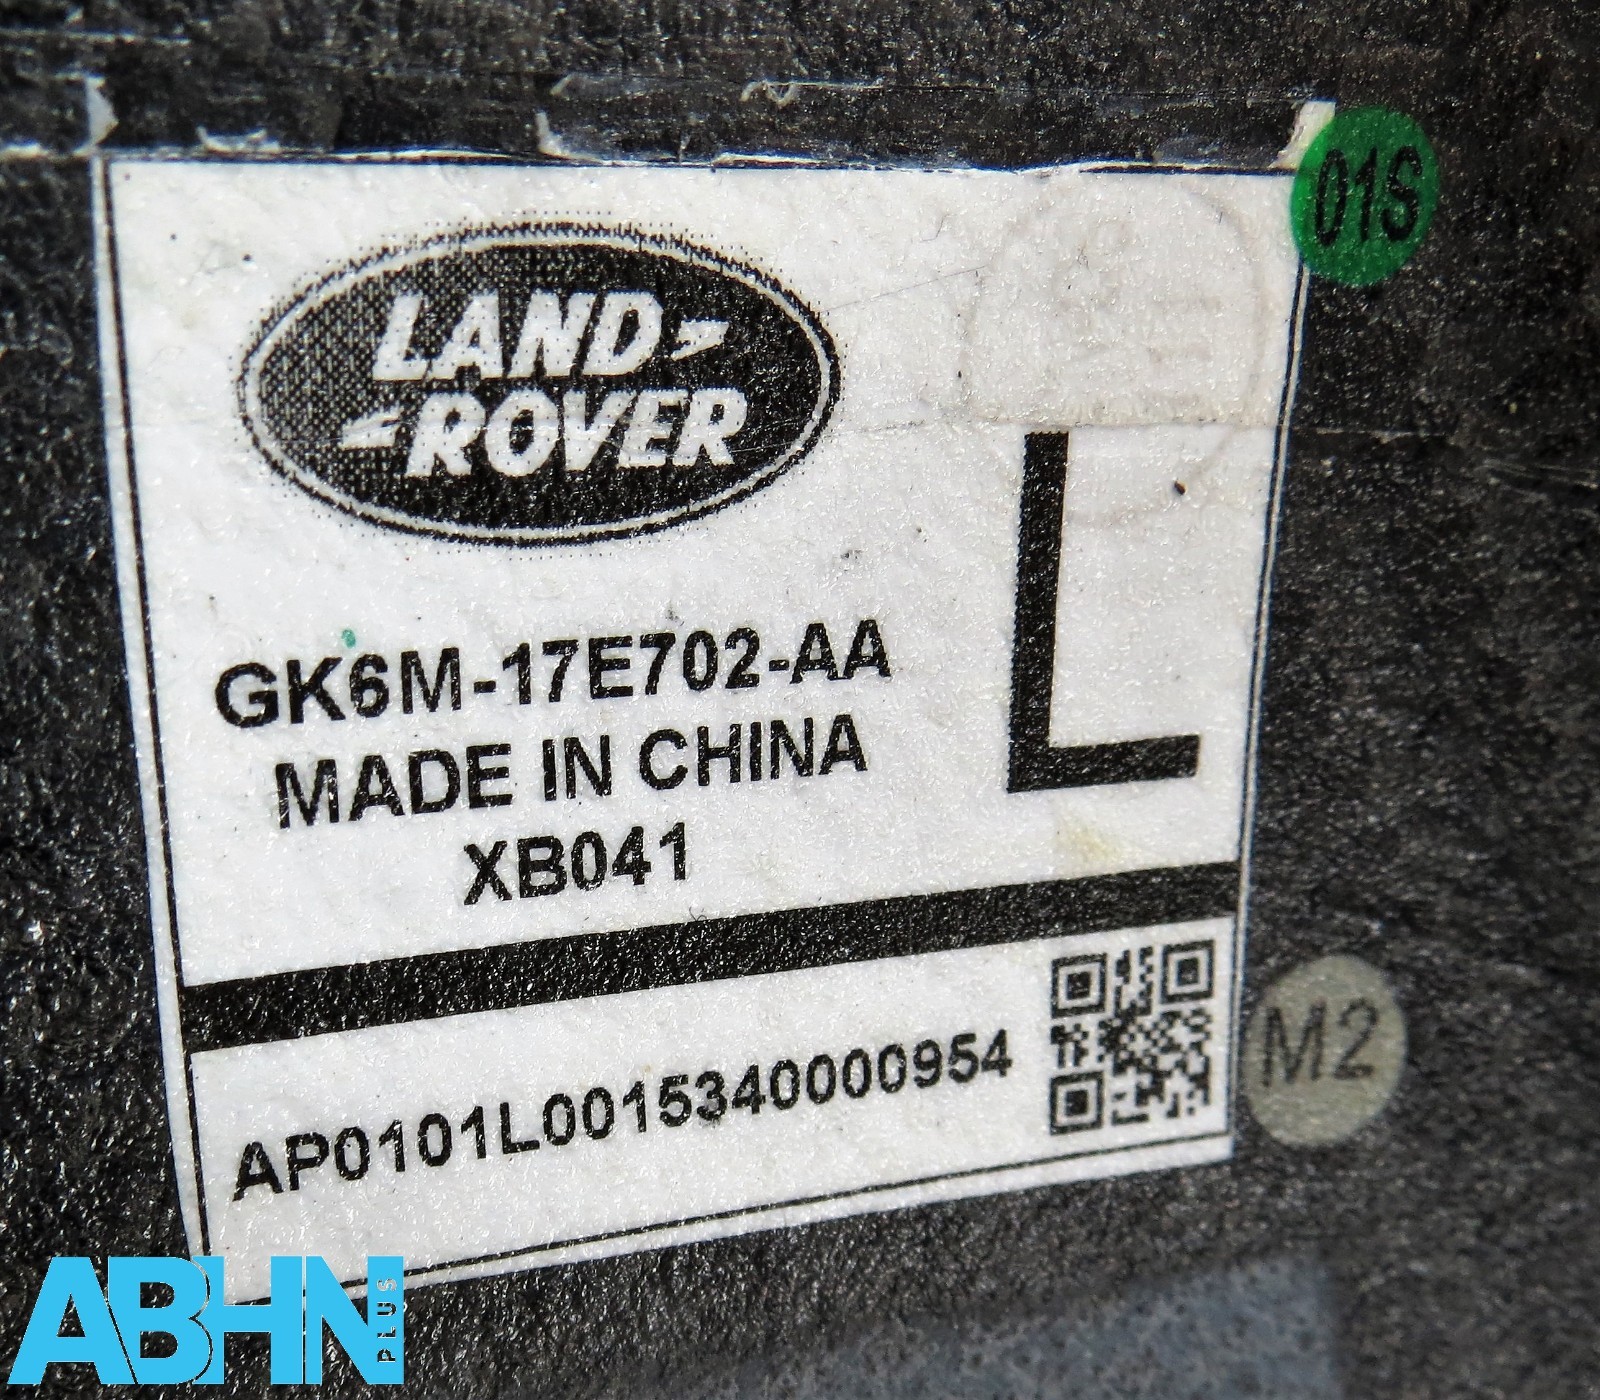 01S
LAND
ROVER
L
GK6M-17E702-AA
MADE IN CHINA
XB041
AP0101L0015340000954
M2
ABHN
PLUS